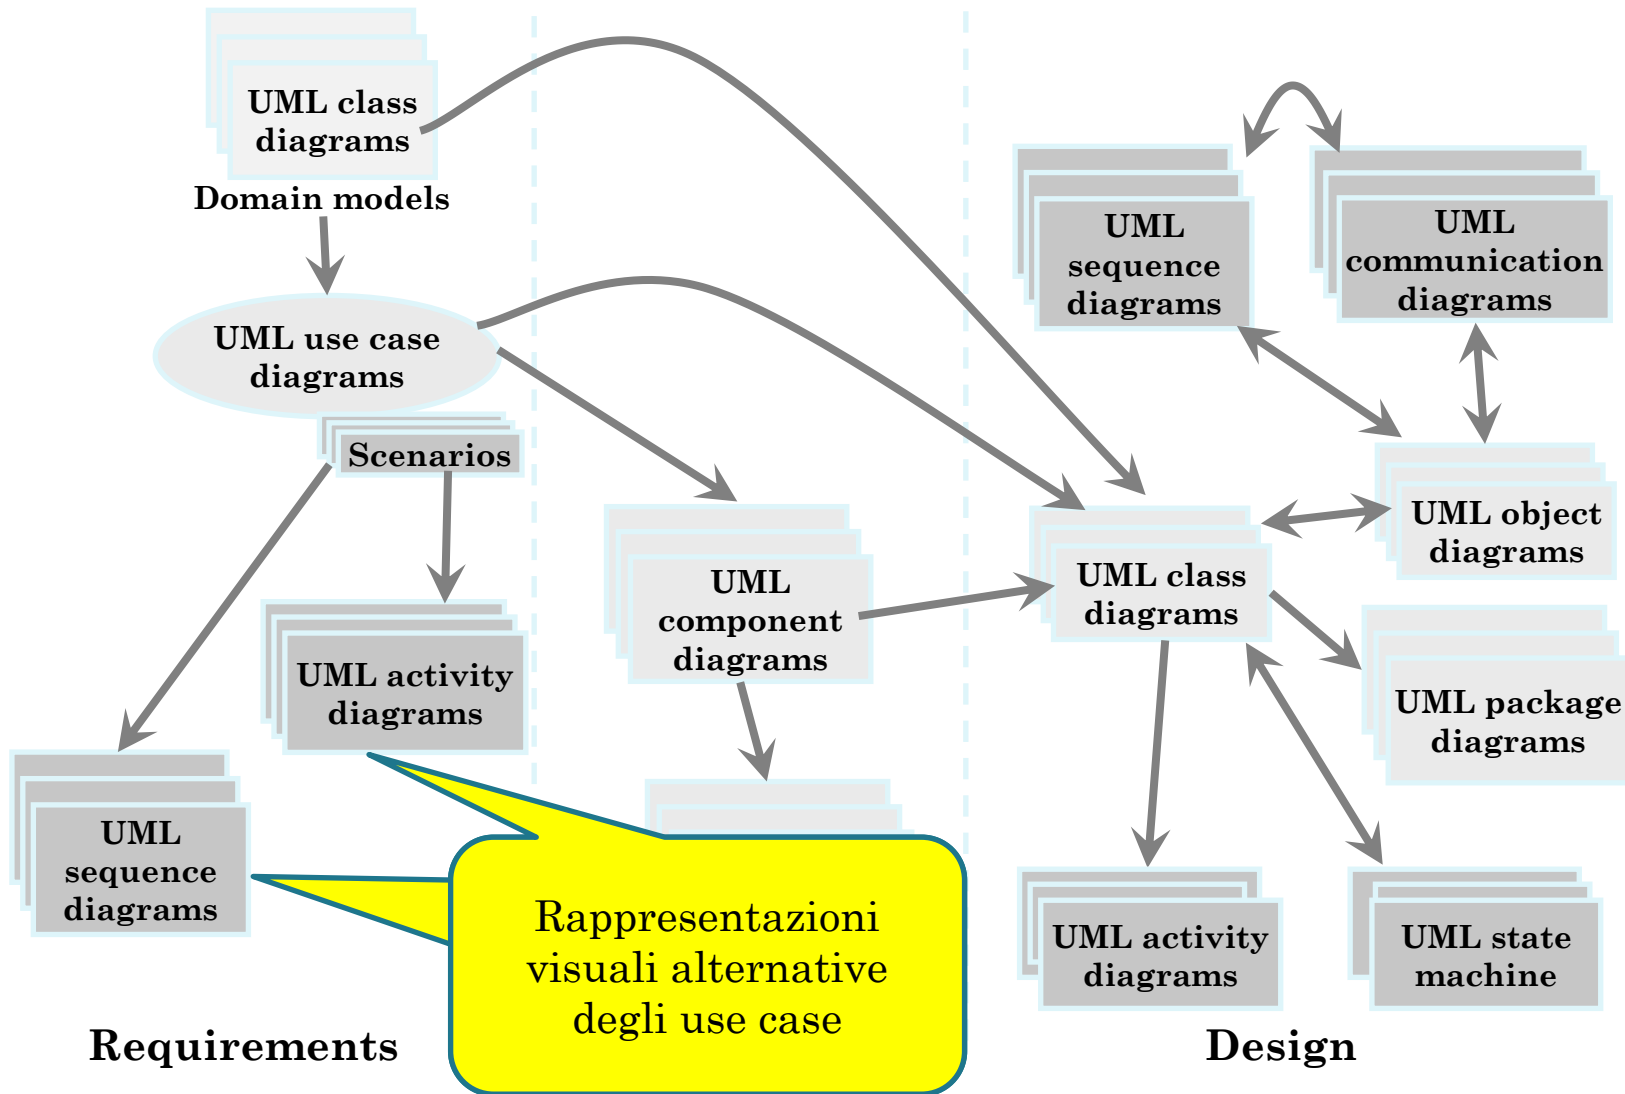 UML class
diagrams
Domain models
UML use case
diagrams
Scenarios
UML activity
diagrams
UML
sequence
diagrams
Requirements
UML
component
diagrams
Rappresentazioni
visuali alternative
degli use case
UML
sequence
diagrams
UML
communication
diagrams
UML object
diagrams
UML class
diagrams
UML package
diagrams
UML activity
diagrams
UML state
machine
Design